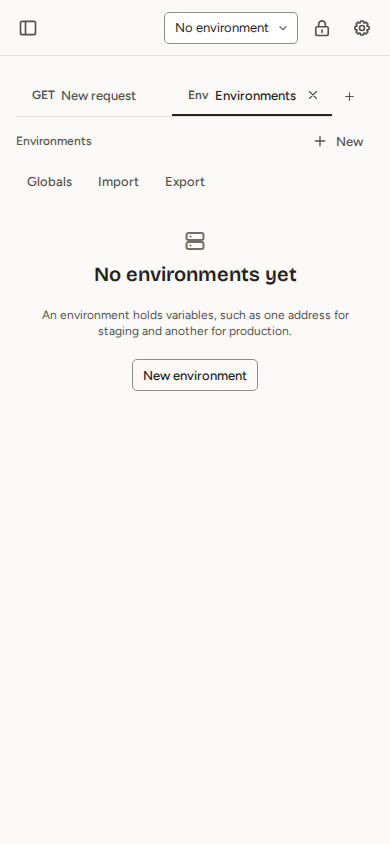 No environment
GET New request
Env Environments
Environments
New
Globals Import Export
No environments yet
An environment holds variables, such as one address for
staging and another for production.
New environment